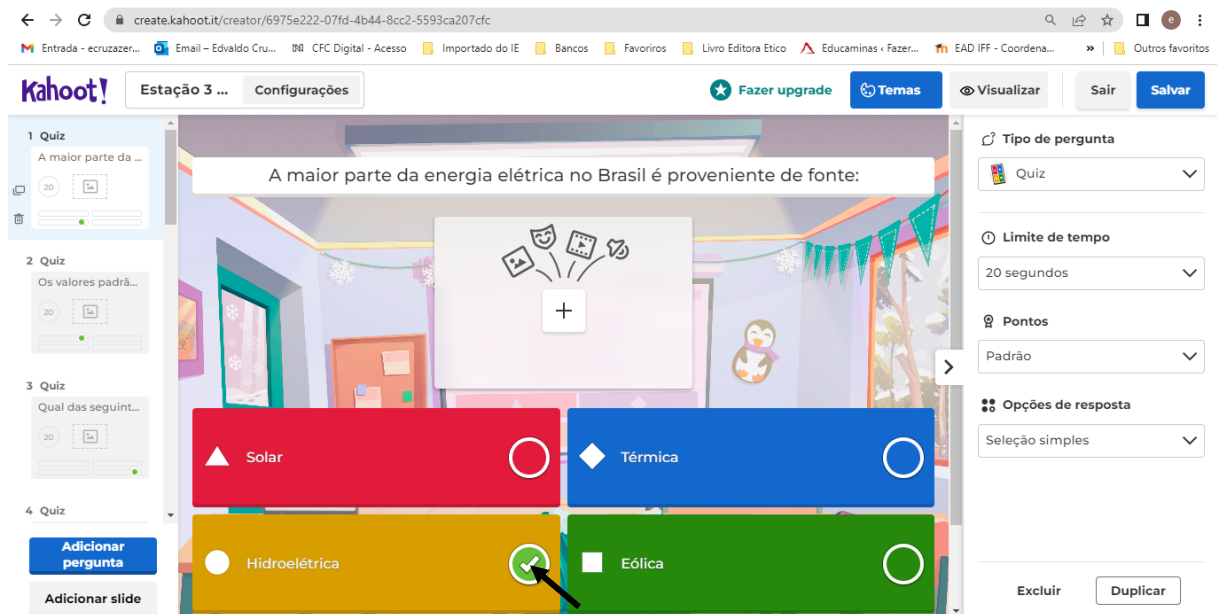 create.kahoot.it/creator/6975e222-07fd-4b44-8cc2-5593ca207cfc
Entrada - ecruzazer... Email – Edvaldo Cru... CFC Digital - Acesso Importado do IE Bancos Favoriros Livro Editora Etico Educaminas ‹ Fazer... EAD IFF - Coordena... » Outros favoritos
Kahoot! Estação 3 ... Configurações Fazer upgrade Temas Visualizar Sair Salvar
1 Quiz
A maior parte da ...
20
2 Quiz
Os valores padrã...
20
3 Quiz
Qual das seguint...
20
4 Quiz
Adicionar
pergunta
Adicionar slide
A maior parte da energia elétrica no Brasil é proveniente de fonte:
Solar
Térmica
Hidroelétrica
Eólica
Tipo de pergunta
Quiz
Limite de tempo
20 segundos
Pontos
Padrão
Opções de resposta
Seleção simples
Excluir Duplicar